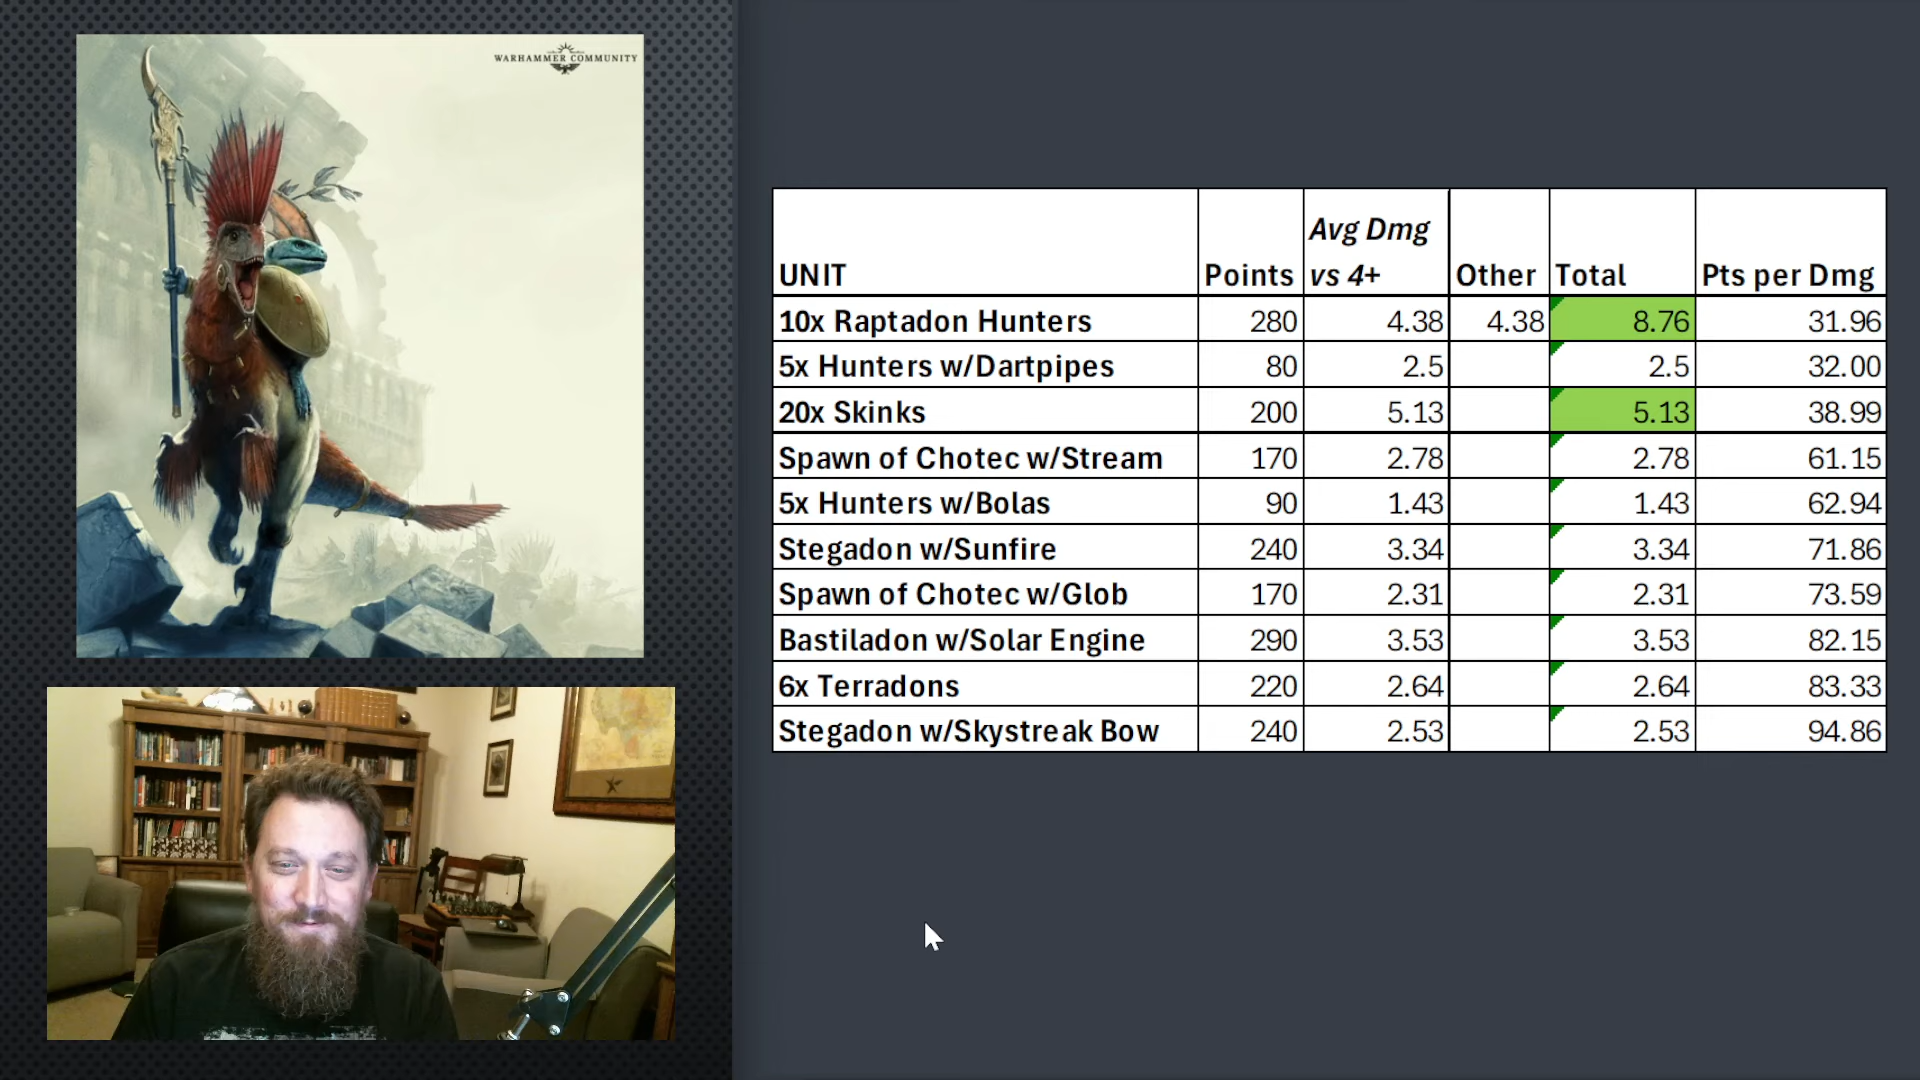 WARHAMMER COMMUNITY
UNIT Points Avg Dmg vs 4+ Other Total Pts per Dmg
10x Raptadon Hunters 280 4.38 4.38 8.76 31.96
5x Hunters w/Dartpipes 80 2.5 2.5 32.00
20x Skinks 200 5.13 5.13 38.99
Spawn of Chotec w/Stream 170 2.78 2.78 61.15
5x Hunters w/Bolas 90 1.43 1.43 62.94
Stegadon w/Sunfire 240 3.34 3.34 71.86
Spawn of Chotec w/Glob 170 2.31 2.31 73.59
Bastiladon w/Solar Engine 290 3.53 3.53 82.15
6x Terradons 220 2.64 2.64 83.33
Stegadon w/Skystreak Bow 240 2.53 2.53 94.86